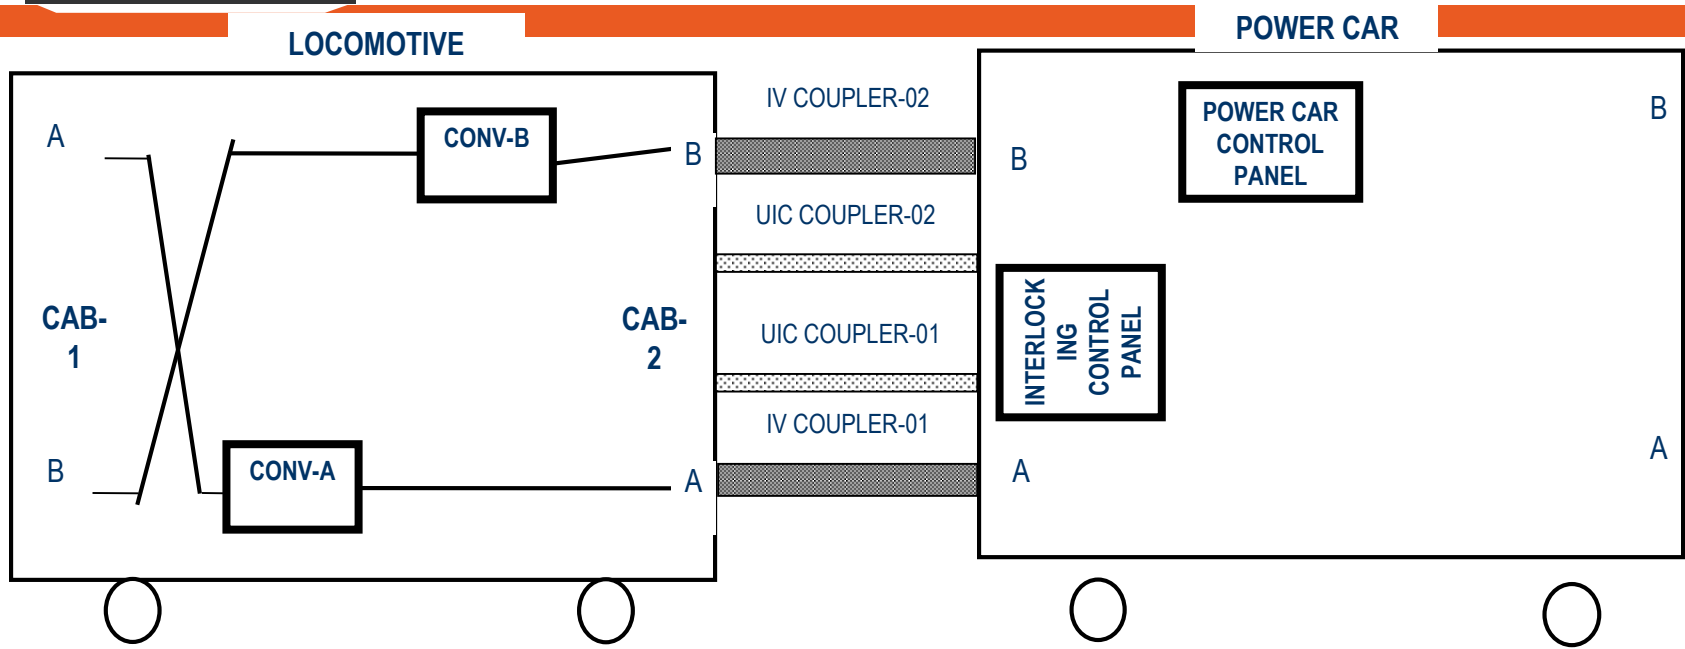 LOCOMOTIVE
POWER CAR
A
CONV-B
B
CAB-
1
CAB-
2
B
CONV-A
A
IV COUPLER-02
UIC COUPLER-02
UIC COUPLER-01
IV COUPLER-01
B
POWER CAR
CONTROL
PANEL
B
INTERLOCK
ING
CONTROL
PANEL
A
A